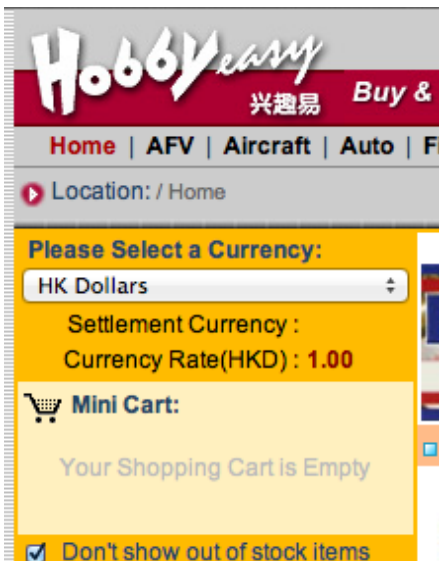 Hobbyeasy
兴趣易 Buy &
Home | AFV | Aircraft | Auto |
Location: / Home
Please Select a Currency:
HK Dollars
Settlement Currency :
Currency Rate(HKD) : 1.00
Mini Cart:
Your Shopping Cart is Empty
Don't show out of stock items